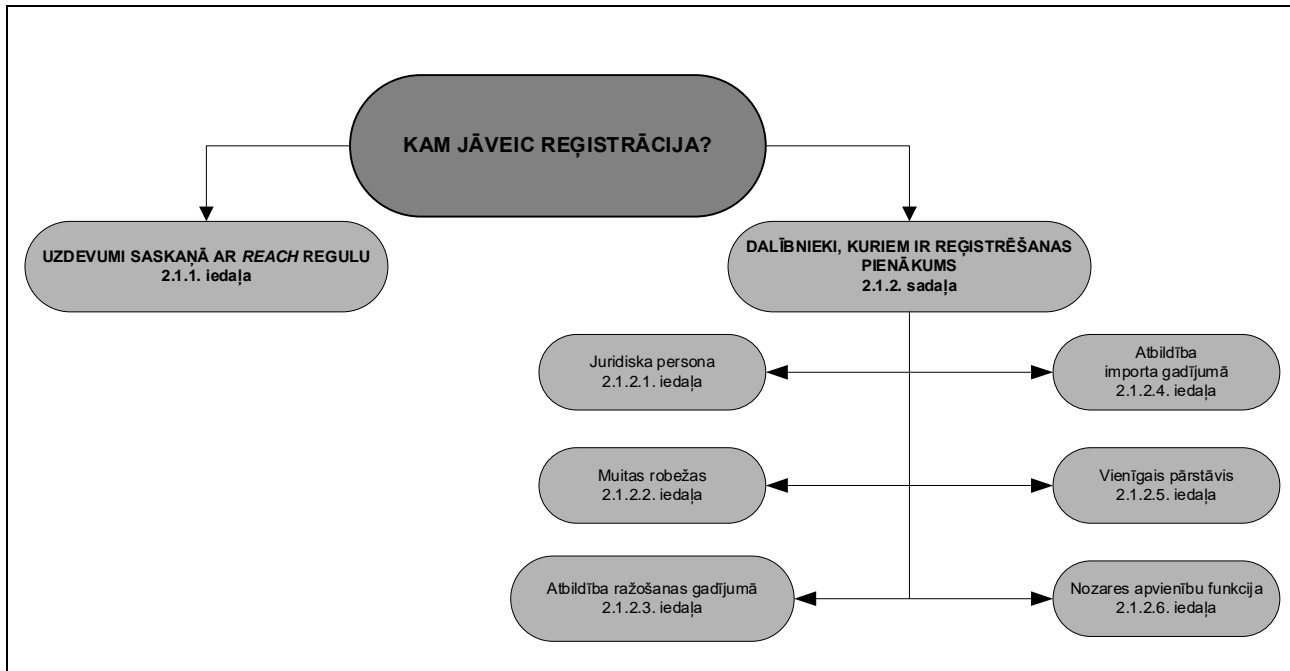 KAM JĀVEIC REĢISTRĀCIJA?
UZDEVUMI SASKAŅĀ AR REACH REGULU
2.1.1. iedaļa
DALĪBNIEKI, KURIEM IR REĢISTRĒŠANAS
PIENĀKUMS
2.1.2. sadaļa
Juridiska persona
2.1.2.1. iedaļa
Atbildība
importa gadījumā
2.1.2.4. iedaļa
Muitas robežas
2.1.2.2. iedaļa
Vienīgais pārstāvis
2.1.2.5. iedaļa
Atbildība ražošanas gadījumā
2.1.2.3. iedaļa
Nozares apvienību funkcija
2.1.2.6. iedaļa